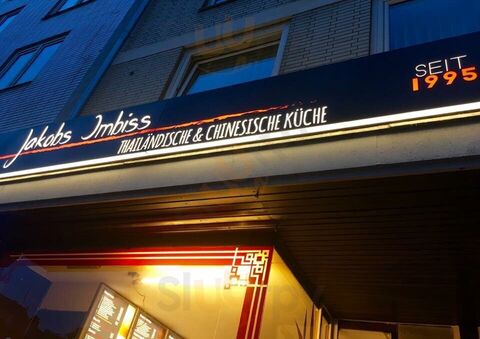 Jakobs Imbiss
THAILÄNDISCHE & CHINESISCHE KÜCHE
SEIT
1995